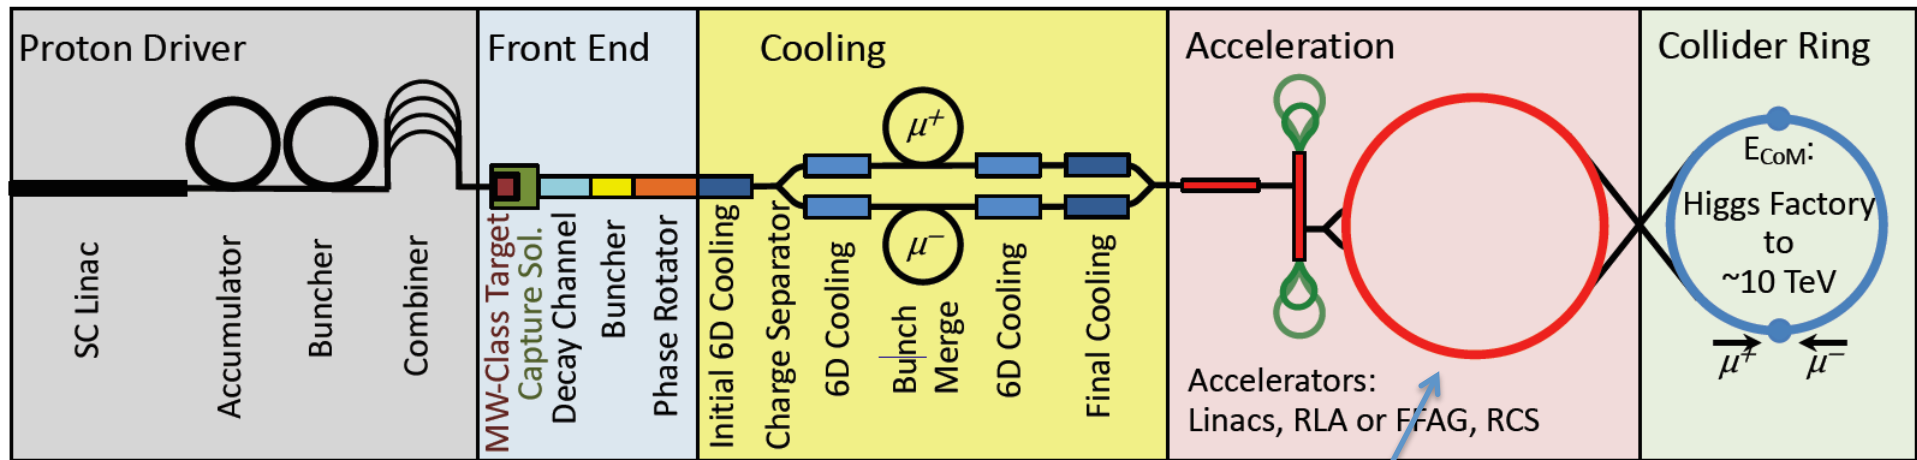 Proton Driver
Front End
Cooling
Acceleration
Collider Ring
SC Linac
Accumulator
Buncher
Combiner
MW-Class Target
Capture Sol.
Decay Channel
Buncher
Phase Rotator
Initial 6D Cooling
Charge Separator
6D Cooling
μ+
μ−
Bunch
Merge
6D Cooling
Final Cooling
Accelerators:
Linacs, RLA or FFAG, RCS
ECoM:
Higgs Factory
to
~10 TeV
μ+ μ−